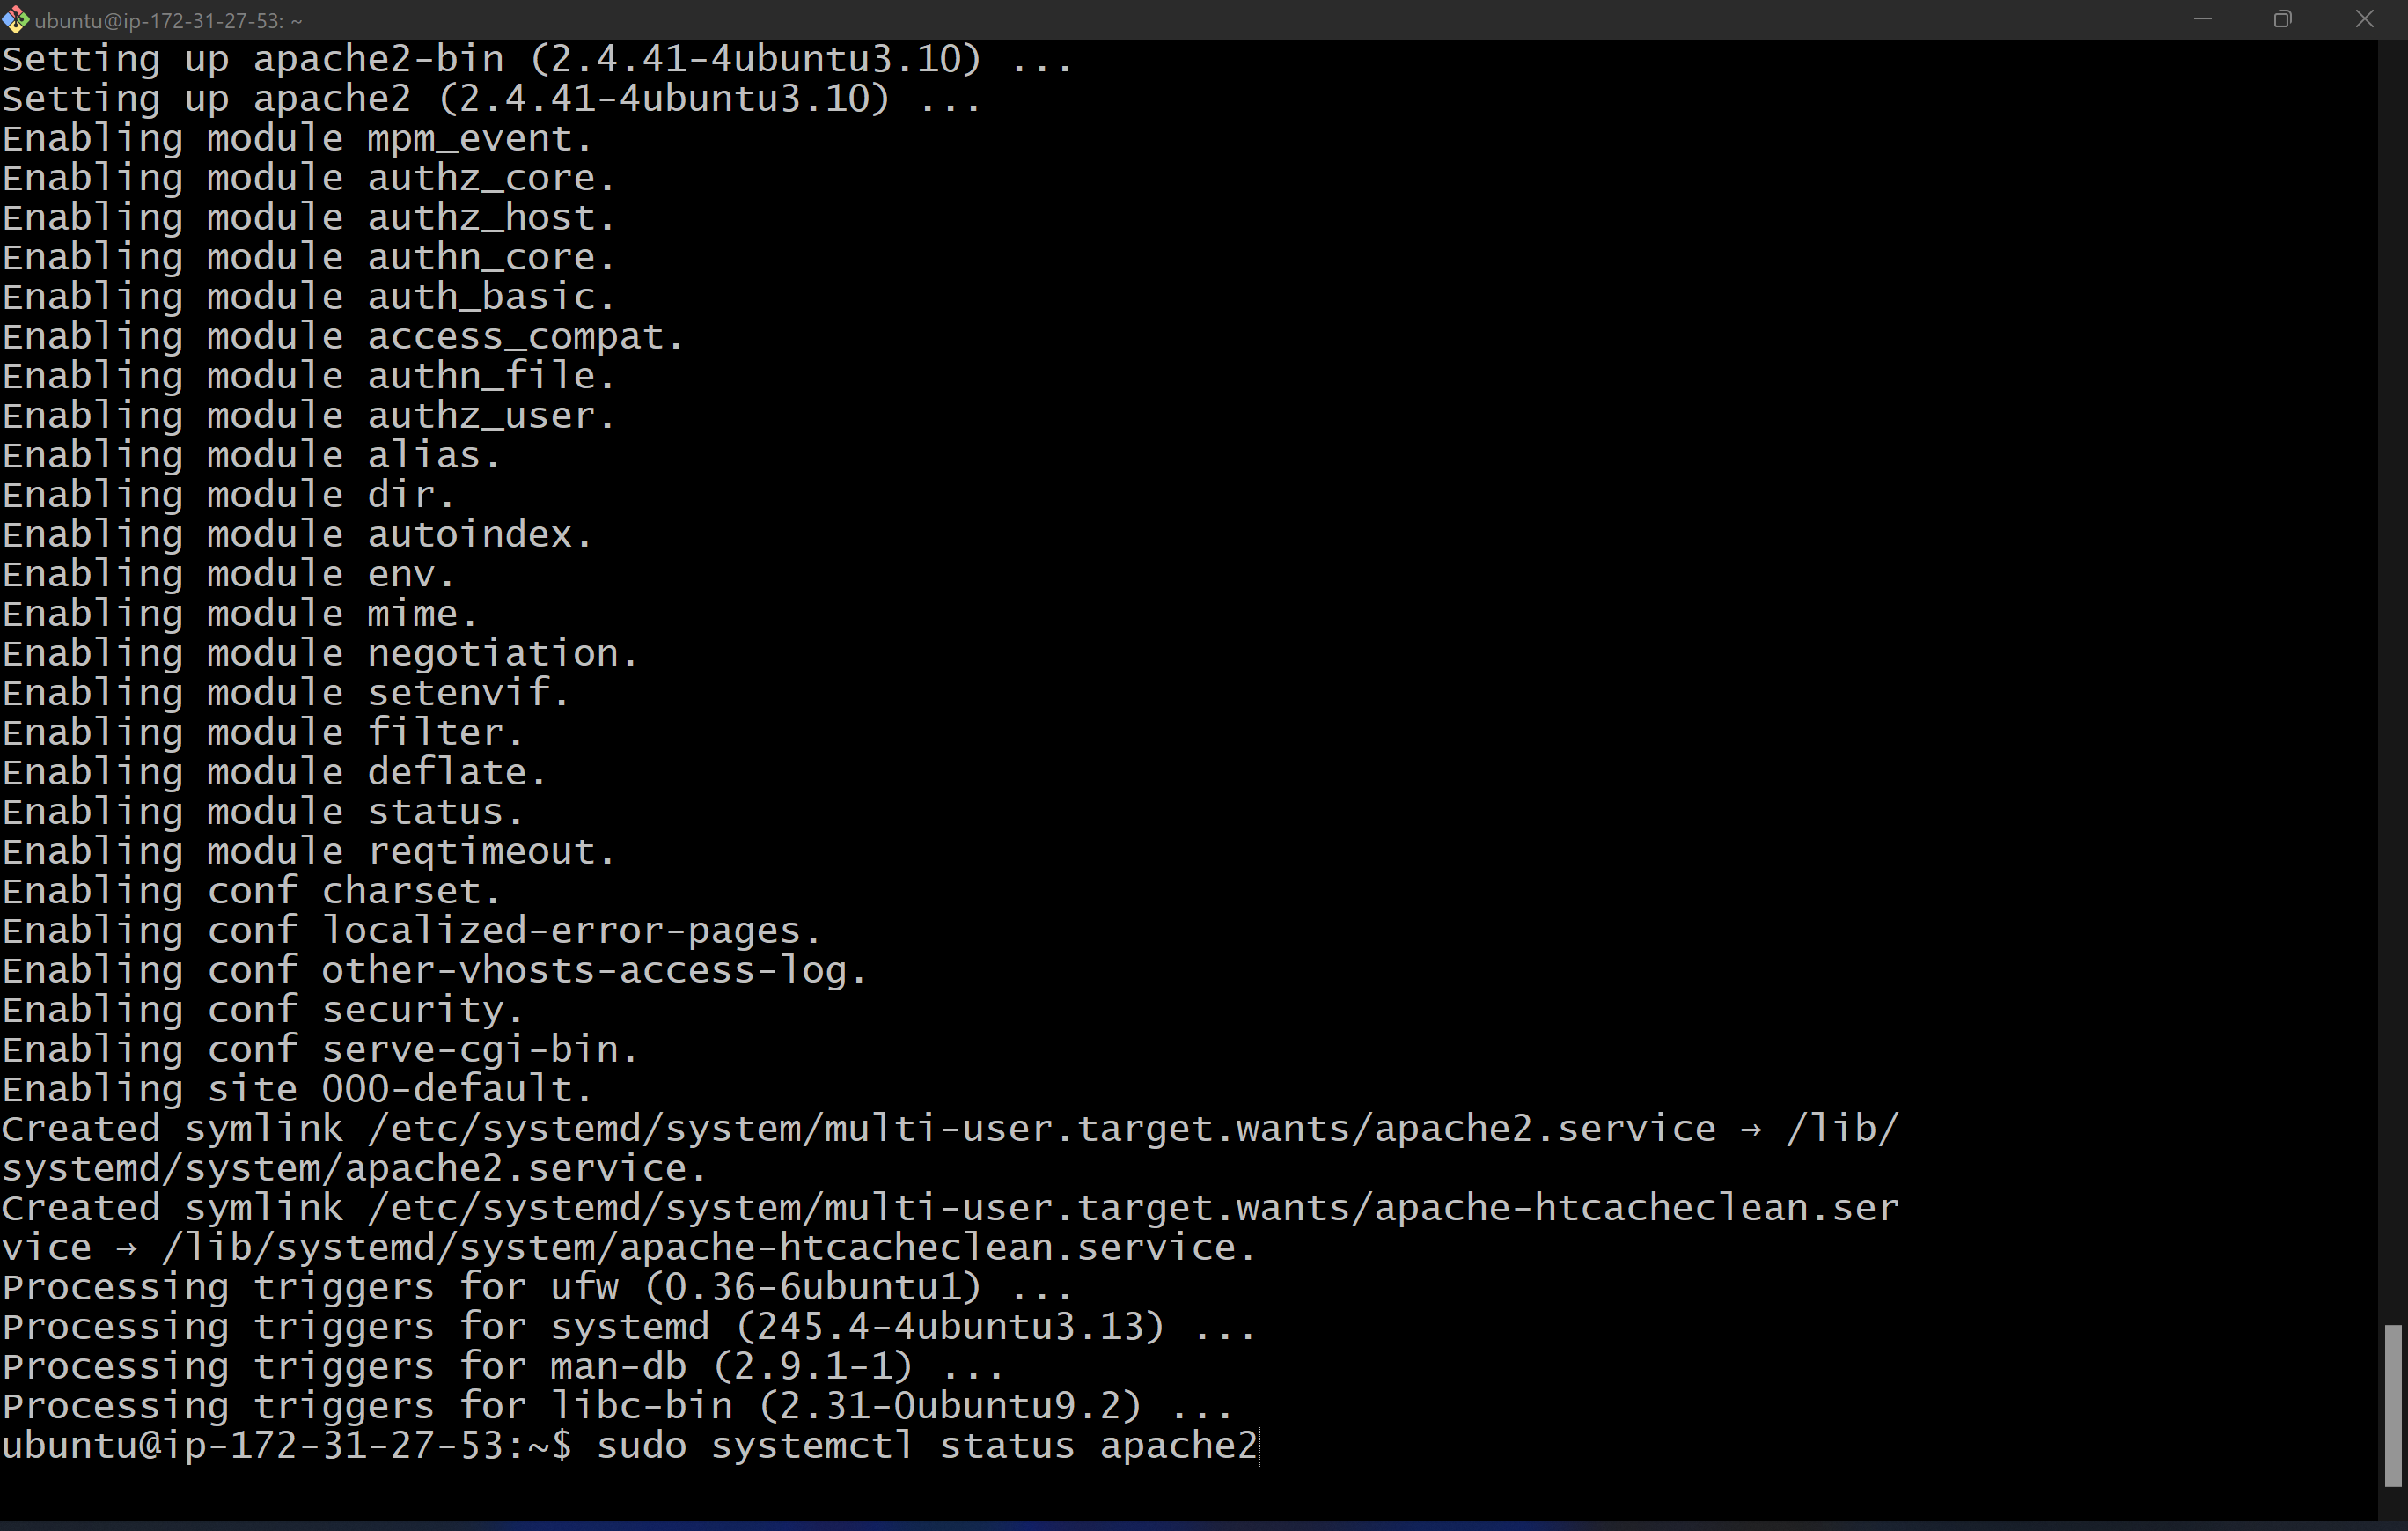 ubuntu@ip-172-31-27-53: ~
Setting up apache2-bin (2.4.41-4ubuntu3.10) ...
Setting up apache2 (2.4.41-4ubuntu3.10) ...
Enabling module mpm_event.
Enabling module authz_core.
Enabling module authz_host.
Enabling module authn_core.
Enabling module auth_basic.
Enabling module access_compat.
Enabling module authn_file.
Enabling module authz_user.
Enabling module alias.
Enabling module dir.
Enabling module autoindex.
Enabling module env.
Enabling module mime.
Enabling module negotiation.
Enabling module setenvif.
Enabling module filter.
Enabling module deflate.
Enabling module status.
Enabling module reqtimeout.
Enabling conf charset.
Enabling conf localized-error-pages.
Enabling conf other-vhosts-access-log.
Enabling conf security.
Enabling conf serve-cgi-bin.
Enabling site 000-default.
Created symlink /etc/systemd/system/multi-user.target.wants/apache2.service → /lib/
systemd/system/apache2.service.
Created symlink /etc/systemd/system/multi-user.target.wants/apache-htcacheclean.ser
vice → /lib/systemd/system/apache-htcacheclean.service.
Processing triggers for ufw (0.36-6ubuntu1) ...
Processing triggers for systemd (245.4-4ubuntu3.13) ...
Processing triggers for man-db (2.9.1-1) ...
Processing triggers for libc-bin (2.31-0ubuntu9.2) ...
ubuntu@ip-172-31-27-53:~$ sudo systemctl status apache2